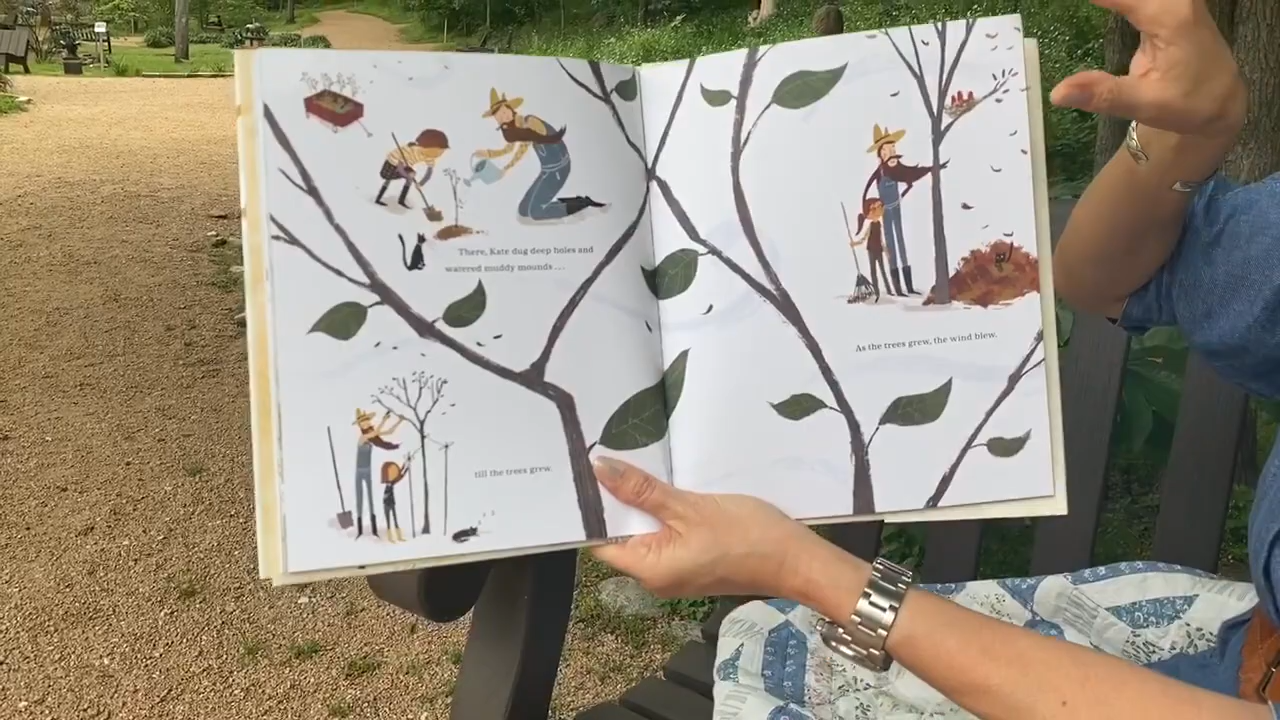 There, Kate dug deep holes and
watered muddy mounds...
till the trees grew.
As the trees grew, the wind blew.